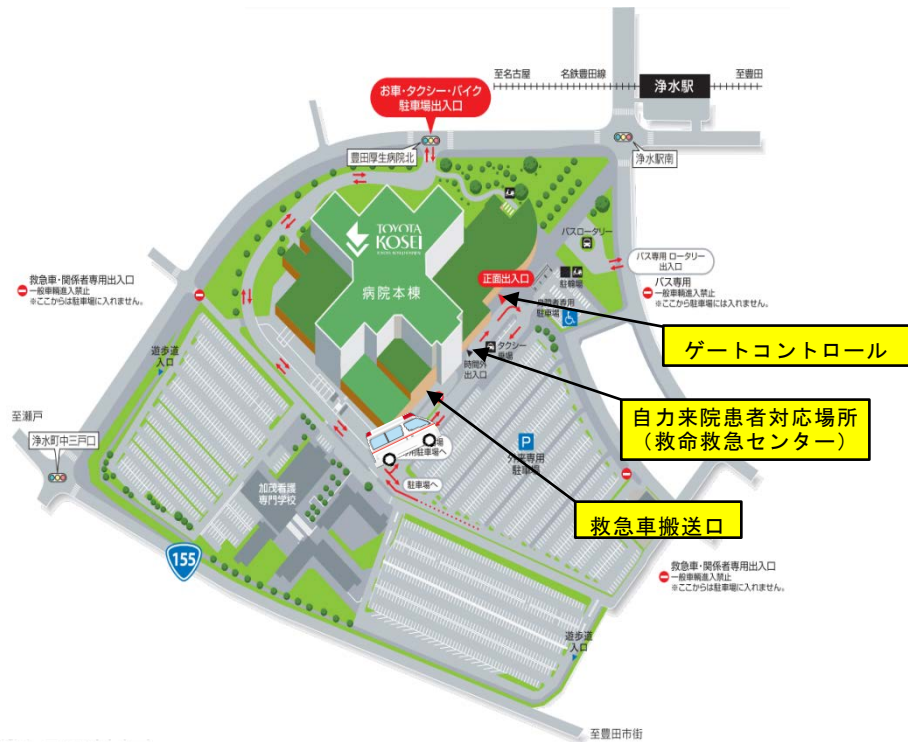 至名古屋
名鉄豊田線
至豊田
浄水駅
お車・タクシー・バイク
駐車場出入口
豊田厚生病院北
浄水駅南
TOYOTA
KOSEI
病院本棟
バスロータリー
バス専用 ロータリー
出入口
バス専用
一般車輌進入禁止
※ここから駐車場には入れません。
救急車・関係者専用出入口
一般車輌進入禁止
※ここからは駐車場に入れません。
正面出入口
駐輪場
専用
駐車場
ゲートコントロール
タクシー
時間外
出入口
遊歩道
入口
自力来院患者対応場所
(救命救急センター)
至瀬戸
浄水町中三戸口
P
外来専用
駐車場
駐車場へ
駐車場へ
加茂看護
専門学校
救急車搬送口
155
救急車・関係者専用出入口
一般車輌進入禁止
※ここからは駐車場に入れません。
遊歩道
入口
至豊田市街